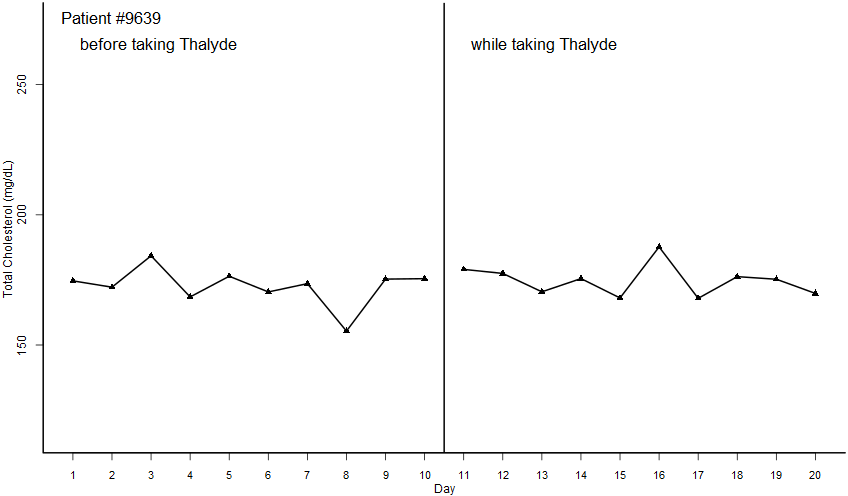 Patient #9639
before taking Thalyde
while taking Thalyde
Total Cholesterol (mg/dL)
250
200
150
1 2 3 4 5 6 7 8 9 10 11 12 13 14 15 16 17 18 19 20
Day